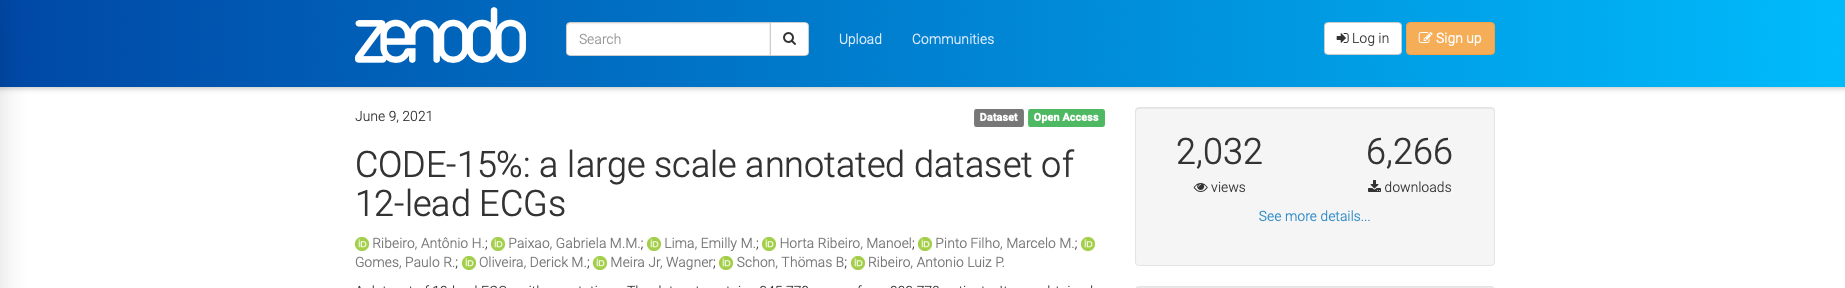 zenodo
Search
Upload
Communities
Log in
Sign up
June 9, 2021
Dataset
Open Access
CODE-15%: a large scale annotated dataset of
12-lead ECGs
Ribeiro, Antônio H.; Paixao, Gabriela M.M.; Lima, Emilly M.; Horta Ribeiro, Manoel; Pinto Filho, Marcelo M.;
Gomes, Paulo R.; Oliveira, Derick M.; Meira Jr, Wagner; Schon, Thömas B; Ribeiro, Antonio Luiz P.
2,032
views
6,266
downloads
See more details...